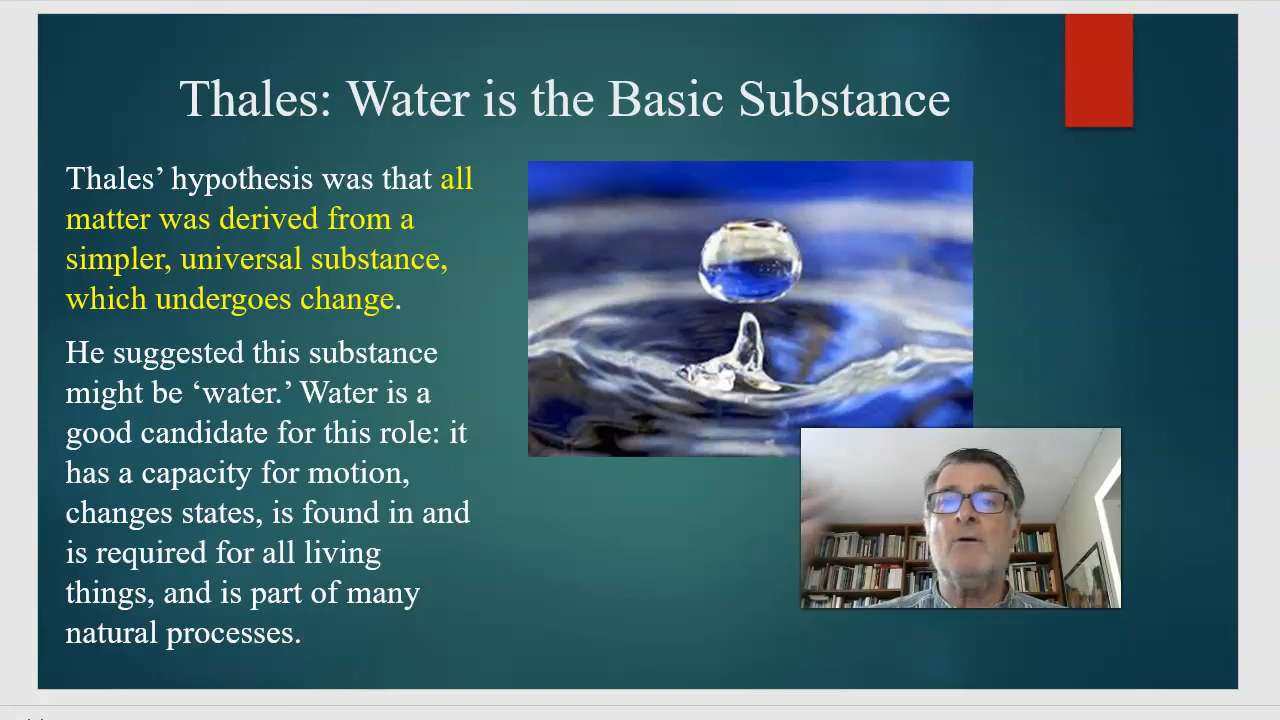 Thales: Water is the Basic Substance
Thales’ hypothesis was that all
matter was derived from a
simpler, universal substance,
which undergoes change.
He suggested this substance
might be ‘water.’ Water is a
good candidate for this role: it
has a capacity for motion,
changes states, is found in and
is required for all living
things, and is part of many
natural processes.